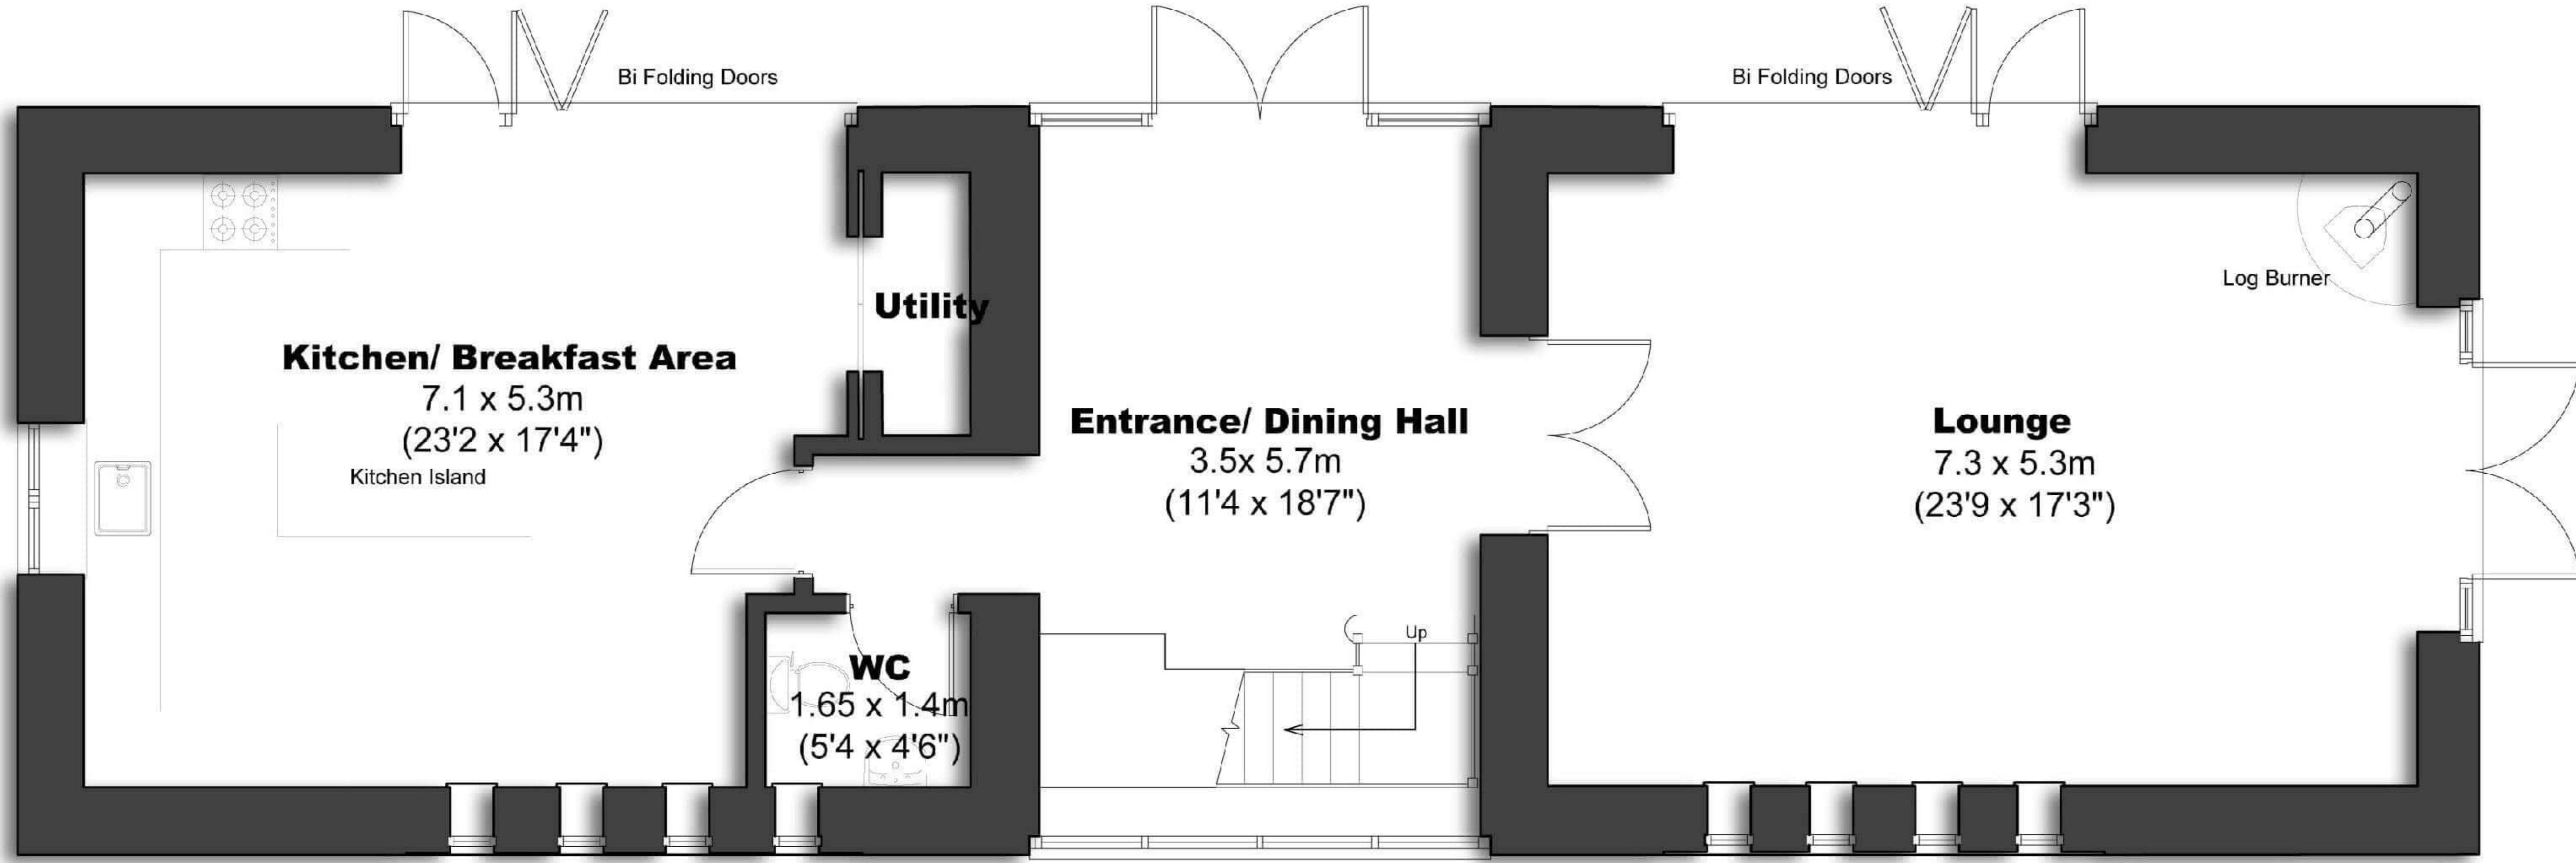 Bi Folding Doors
Bi Folding Doors
Utility
Kitchen/ Breakfast Area
7.1 x 5.3m
(23'2 x 17'4")
Kitchen Island
Entrance/ Dining Hall
3.5x 5.7m
(11'4 x 18'7")
Log Burner
Lounge
7.3 x 5.3m
(23'9 x 17'3")
WC
1.65 x 1.4m
(5'4 x 4'6")
Up